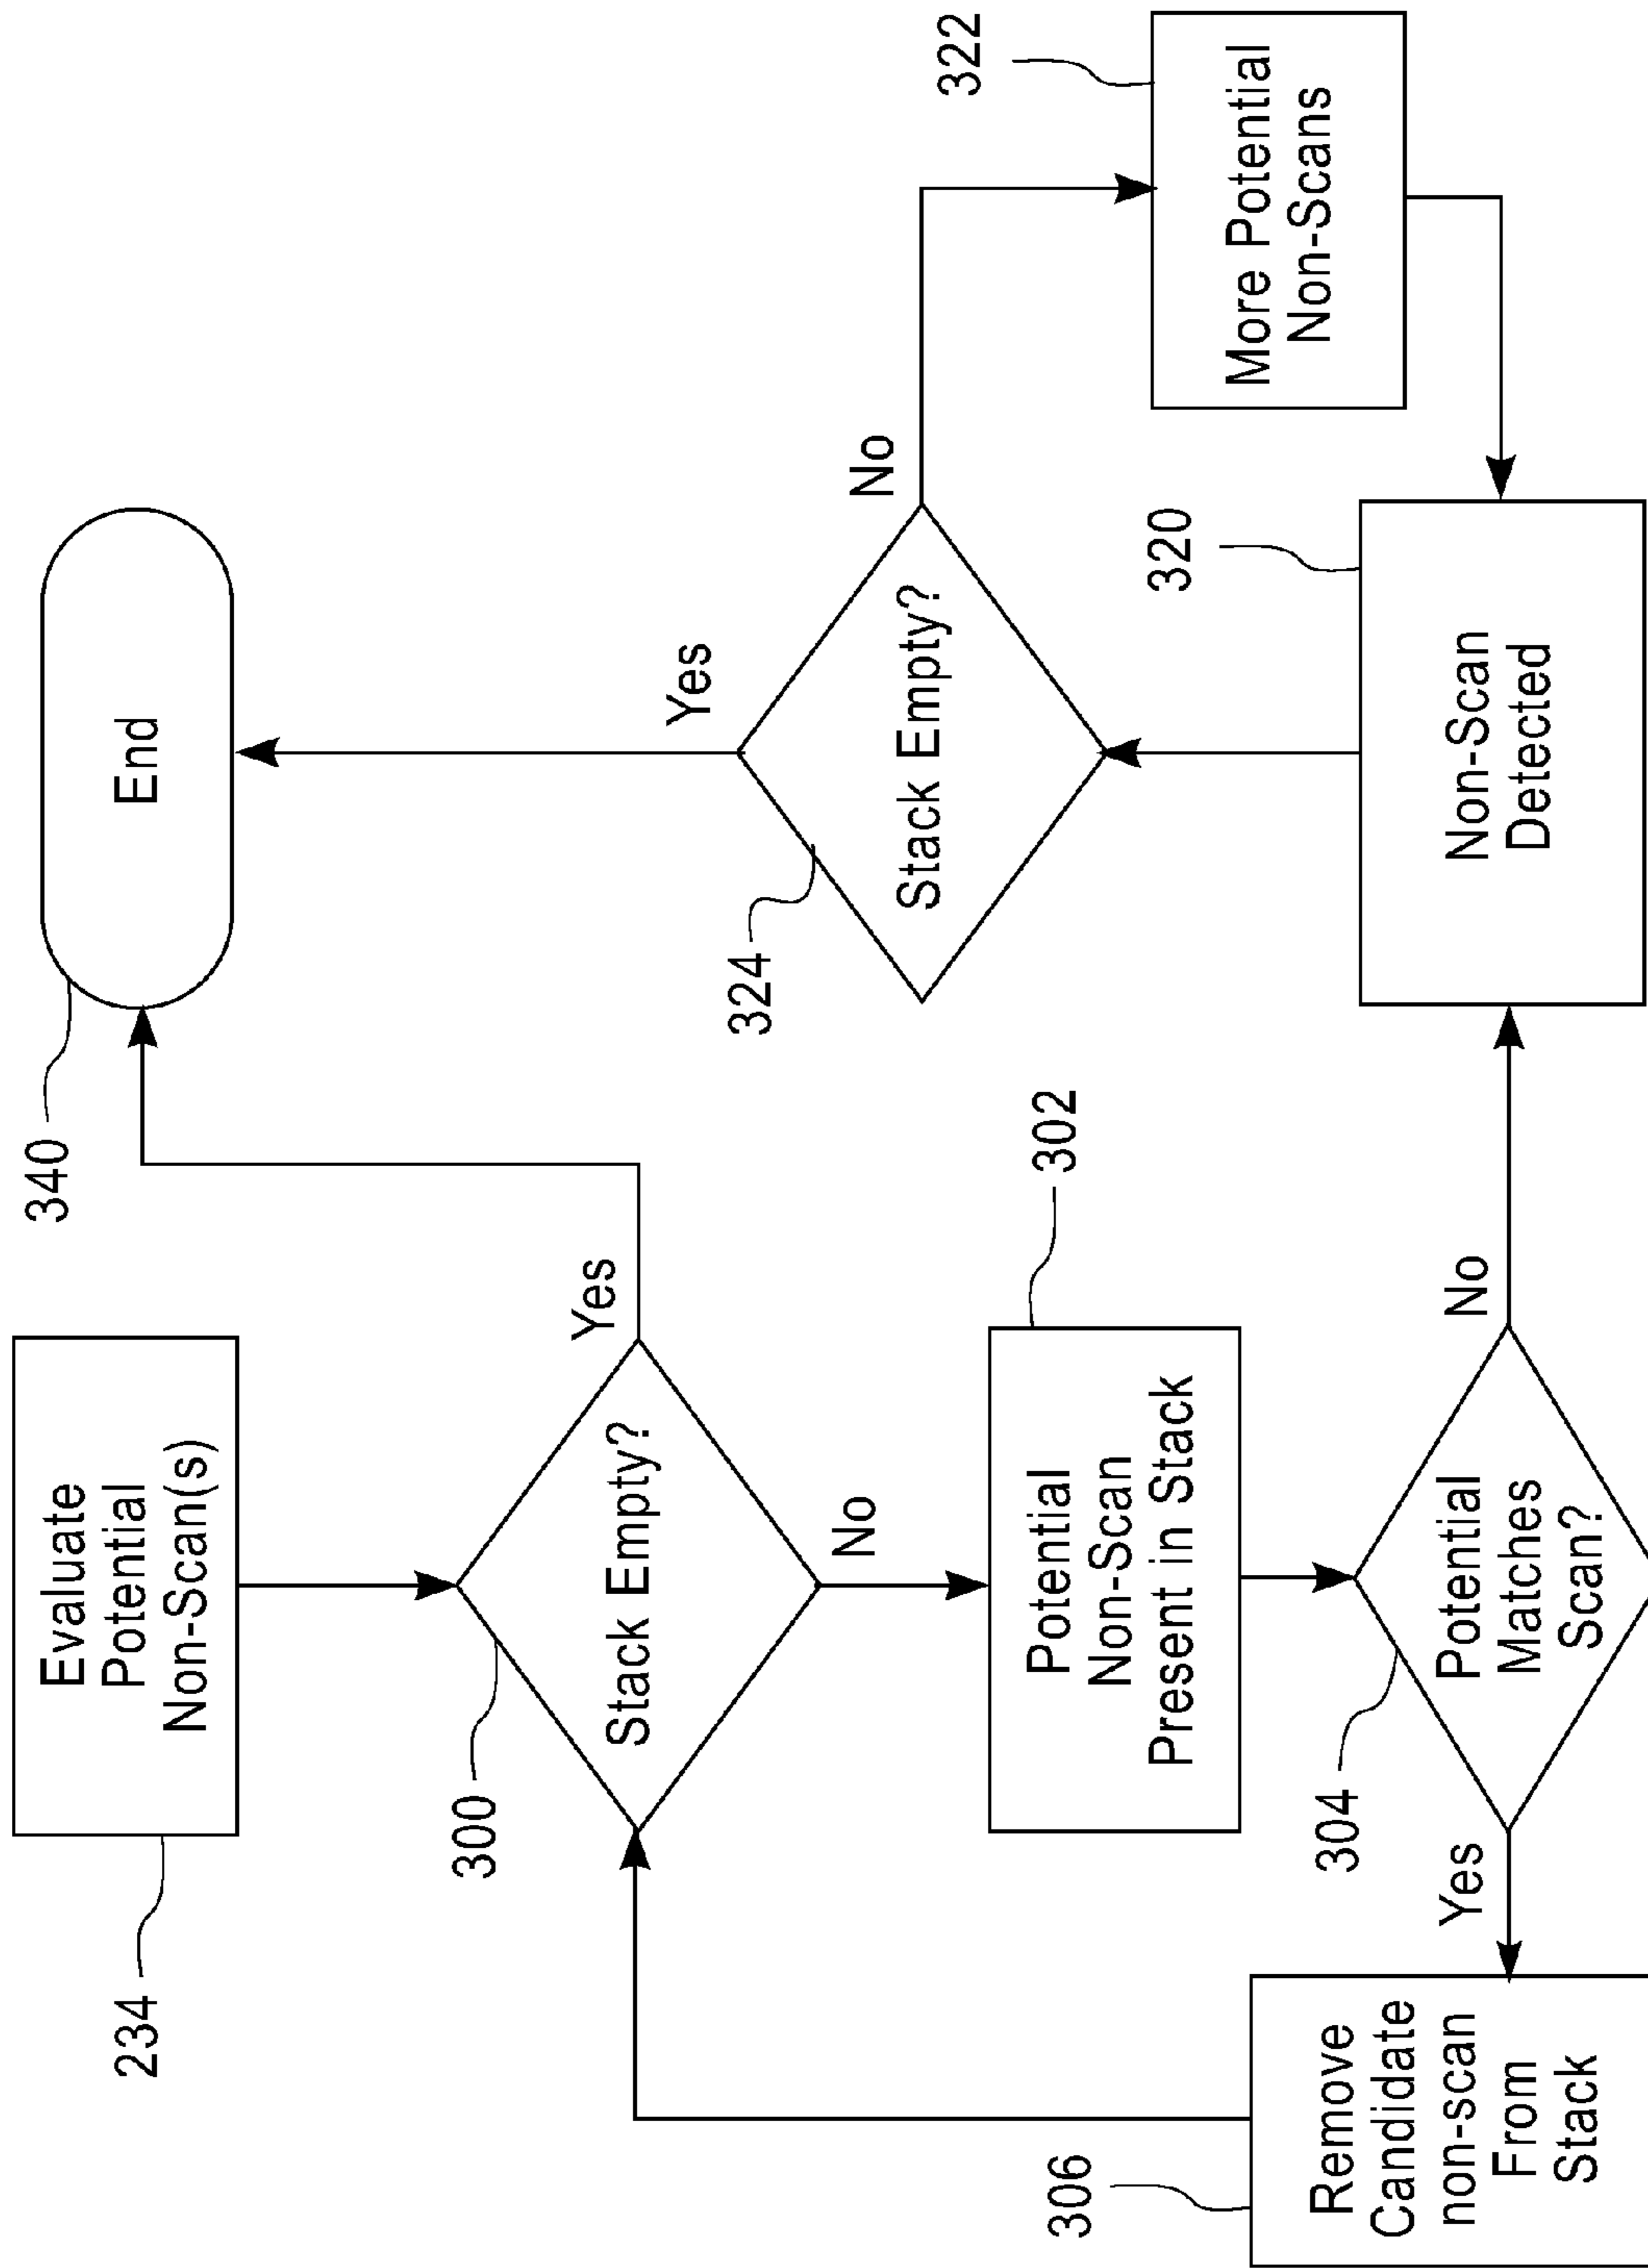 234
Evaluate
Potential
Non-Scan(s)
340
End
300
Stack Empty?
Yes
No
324
Stack Empty?
Yes
No
302
Potential
Non-Scan
Present in Stack
322
More Potential
Non-Scans
306
Remove
Candidate
non-scan
From
Stack
304
Potential
Matches
Scan?
Yes
No
320
Non-Scan
Detected